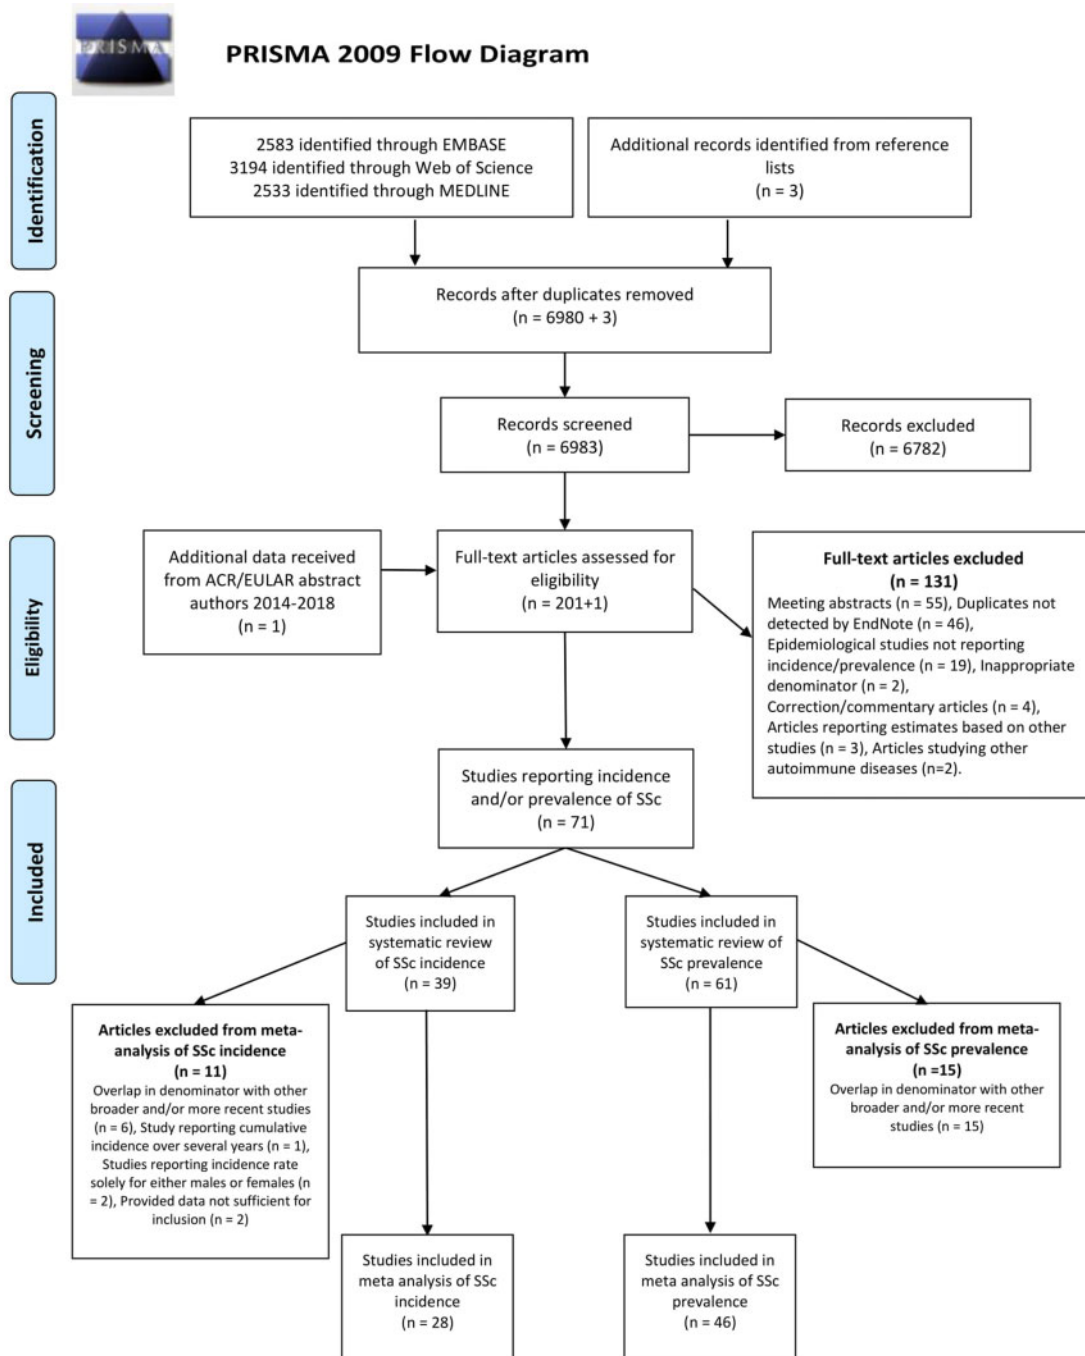 PRISMA
PRISMA 2009 Flow Diagram
Identification
2583 identified through EMBASE
3194 identified through Web of Science
2533 identified through MEDLINE
Additional records identified from reference
lists
(n = 3)
Records after duplicates removed
(n = 6980 + 3)
Screening
Records screened
(n = 6983)
Records excluded
(n = 6782)
Eligibility
Additional data received
from ACR/EULAR abstract
authors 2014-2018
(n = 1)
Full-text articles assessed for
eligibility
(n = 201+1)
Full-text articles excluded
(n = 131)
Meeting abstracts (n = 55), Duplicates not
detected by EndNote (n = 46),
Epidemiological studies not reporting
incidence/prevalence (n = 19), Inappropriate
denominator (n = 2),
Correction/commentary articles (n = 4),
Articles reporting estimates based on other
studies (n = 3), Articles studying other
autoimmune diseases (n=2).
Studies reporting incidence
and/or prevalence of SSc
(n = 71)
Included
Studies included in
systematic review
of SSc incidence
(n = 39)
Studies included in
systematic review of
SSc prevalence
(n = 61)
Articles excluded from meta-
analysis of SSc incidence
(n = 11)
Overlap in denominator with other
broader and/or more recent studies
(n = 6), Study reporting cumulative
incidence over several years (n = 1),
Studies reporting incidence rate
solely for either males or females (n
= 2), Provided data not sufficient for
inclusion (n = 2)
Articles excluded from meta-
analysis of SSc prevalence
(n =15)
Overlap in denominator with other
broader and/or more recent
studies (n = 15)
Studies included in
meta analysis of SSc
incidence
(n = 28)
Studies included in
meta analysis of SSc
prevalence
(n = 46)